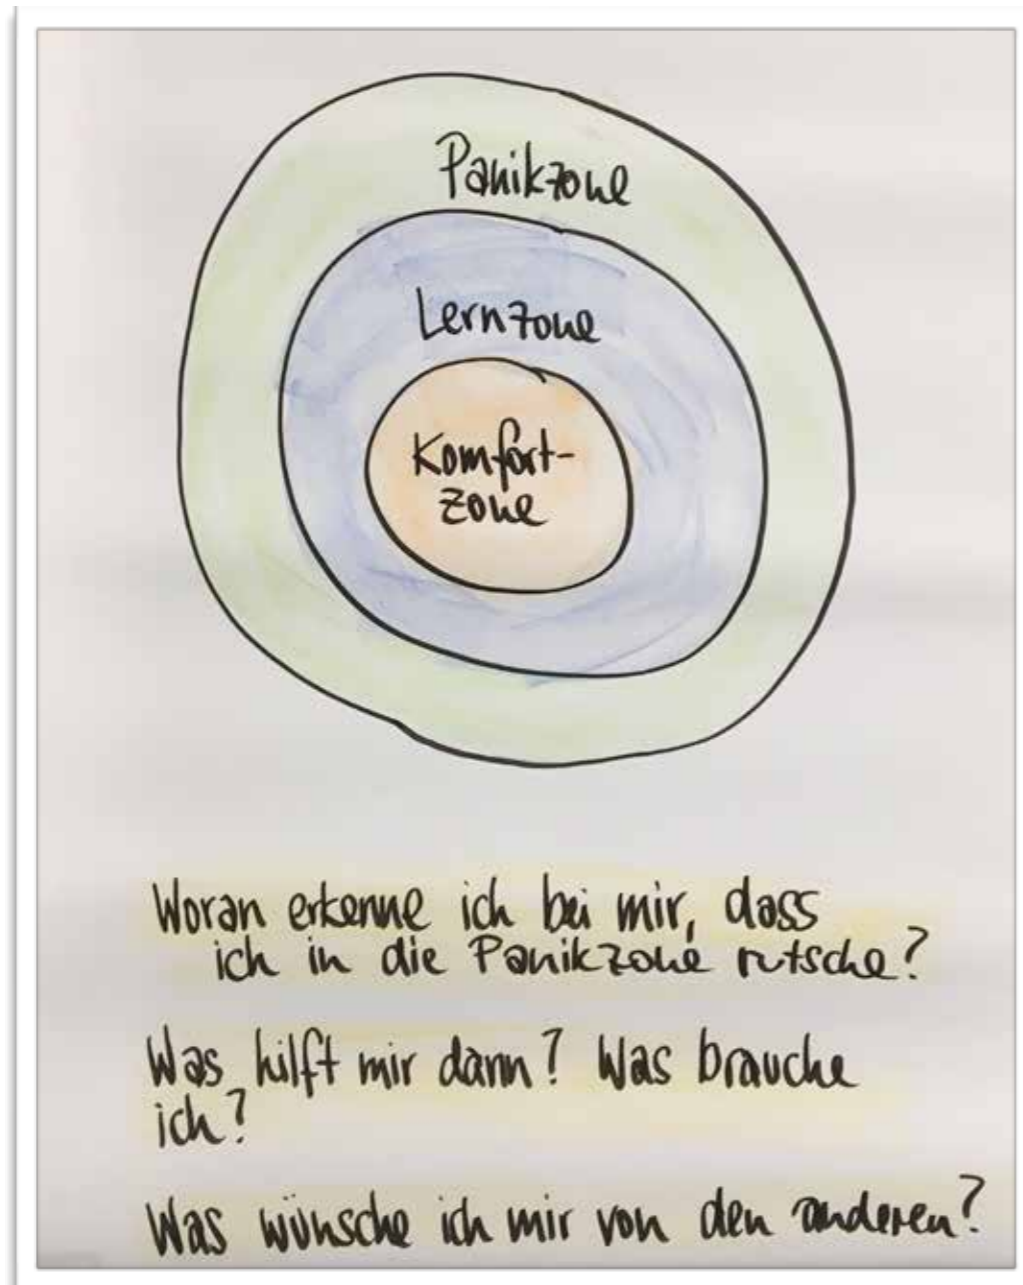 Panikzone
Lernzone
Komfort-
zone
Woran erkenne ich bei mir, dass
ich in die Panikzone rutsche?
Was hilft mir dann? Was brauche
ich?
Was wünsche ich mir von den anderen?